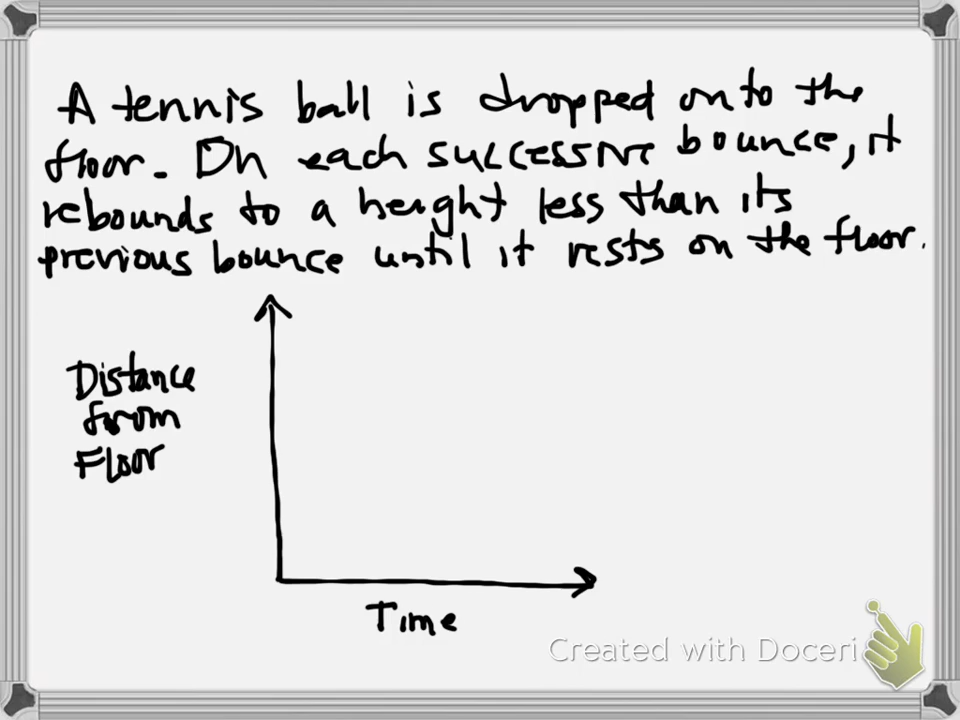 A tennis ball is dropped onto the
floor. On each successive bounce, it
rebounds to a height less than its
previous bounce until it rests on the floor.
Distance
from
Floor
Time
Created with Doceri